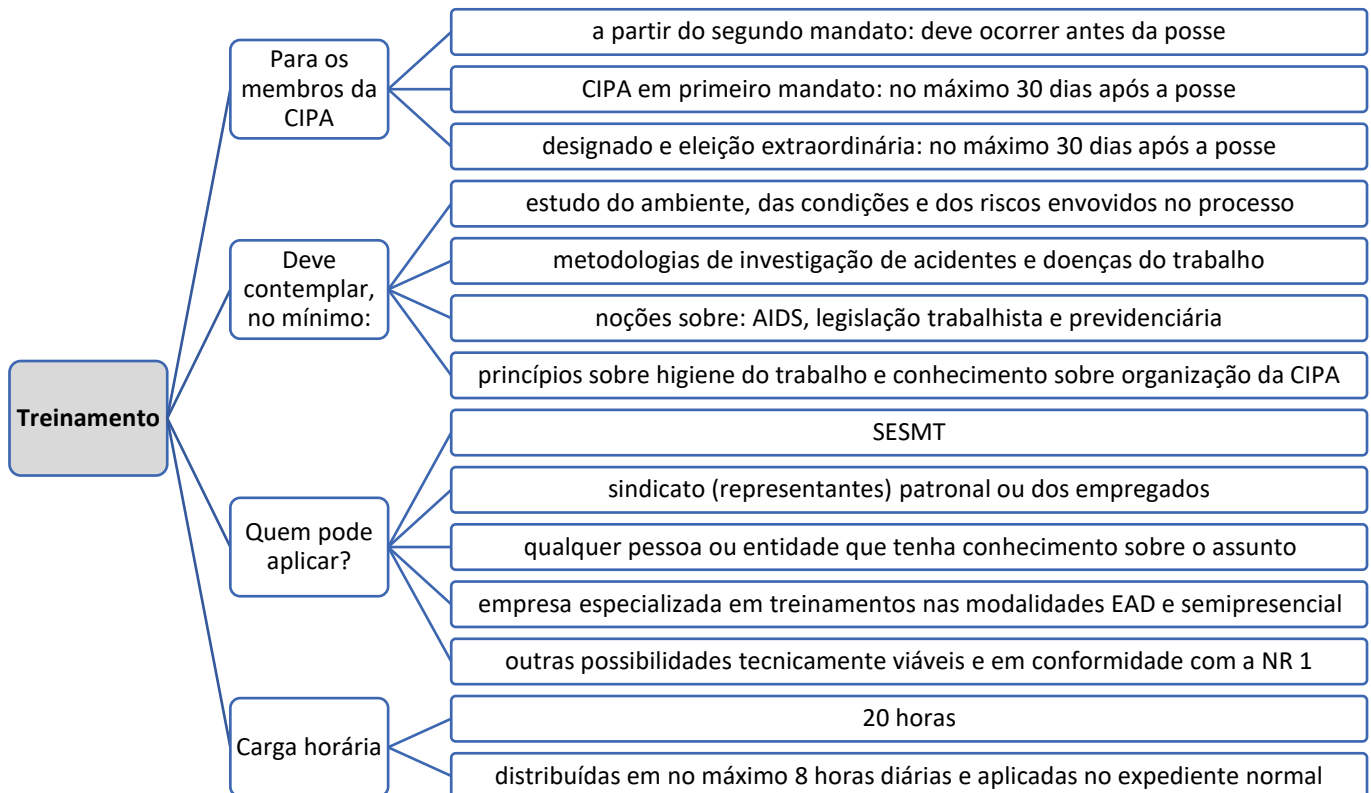 Treinamento
Para os
membros da
CIPA
a partir do segundo mandato: deve ocorrer antes da posse
CIPA em primeiro mandato: no máximo 30 dias após a posse
designado e eleição extraordinária: no máximo 30 dias após a posse
Deve
contemplar,
no mínimo:
estudo do ambiente, das condições e dos riscos envovidos no processo
metodologias de investigação de acidentes e doenças do trabalho
noções sobre: AIDS, legislação trabalhista e previdenciária
princípios sobre higiene do trabalho e conhecimento sobre organização da CIPA
Quem pode
aplicar?
SESMT
sindicato (representantes) patronal ou dos empregados
qualquer pessoa ou entidade que tenha conhecimento sobre o assunto
empresa especializada em treinamentos nas modalidades EAD e semipresencial
outras possibilidades tecnicamente viáveis e em conformidade com a NR 1
Carga horária
20 horas
distribuídas em no máximo 8 horas diárias e aplicadas no expediente normal